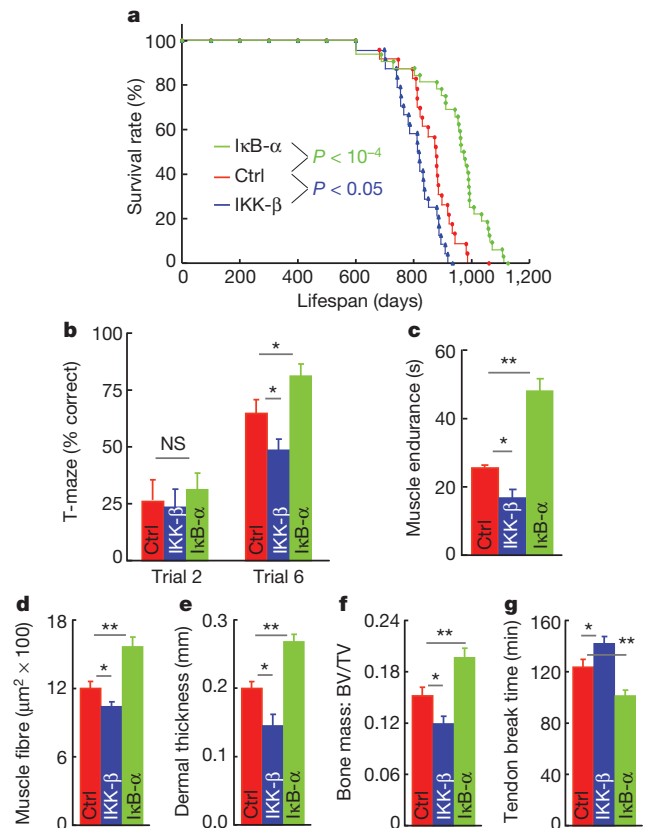 a
Survival rate (%)
100
80
60
40
20
0
IκB-α
Ctrl
IKK-β
P < 10⁻⁴
P < 0.05
0 200 400 600 800 1,000 1,200
Lifespan (days)
b
T-maze (% correct)
100
75
50
25
0
NS
*
*
Ctrl
IKK-β
IκB-α
Trial 2 Trial 6
c
Muscle endurance (s)
60
40
20
0
**
*
Ctrl
IKK-β
IκB-α
d
Muscle fibre (μm² × 100)
18
12
6
0
**
*
Ctrl
IKK-β
IκB-α
e
Dermal thickness (mm)
0.3
0.2
0.1
0.0
**
*
Ctrl
IKK-β
IκB-α
f
Bone mass: BV/TV
0.24
0.18
0.12
0.06
**
*
Ctrl
IKK-β
IκB-α
g
Tendon break time (min)
160
120
80
40
0
*
**
Ctrl
IKK-β
IκB-α